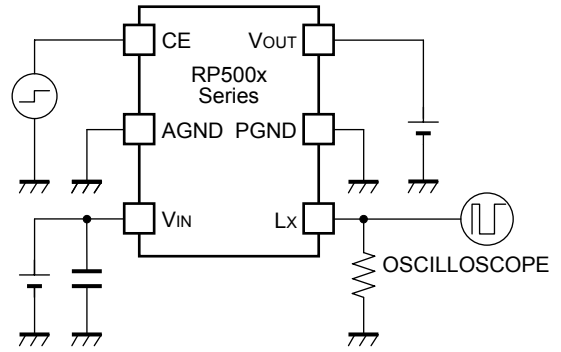 CE VOUT
RP500x
Series
AGND PGND
VIN LX
OSCILLOSCOPE